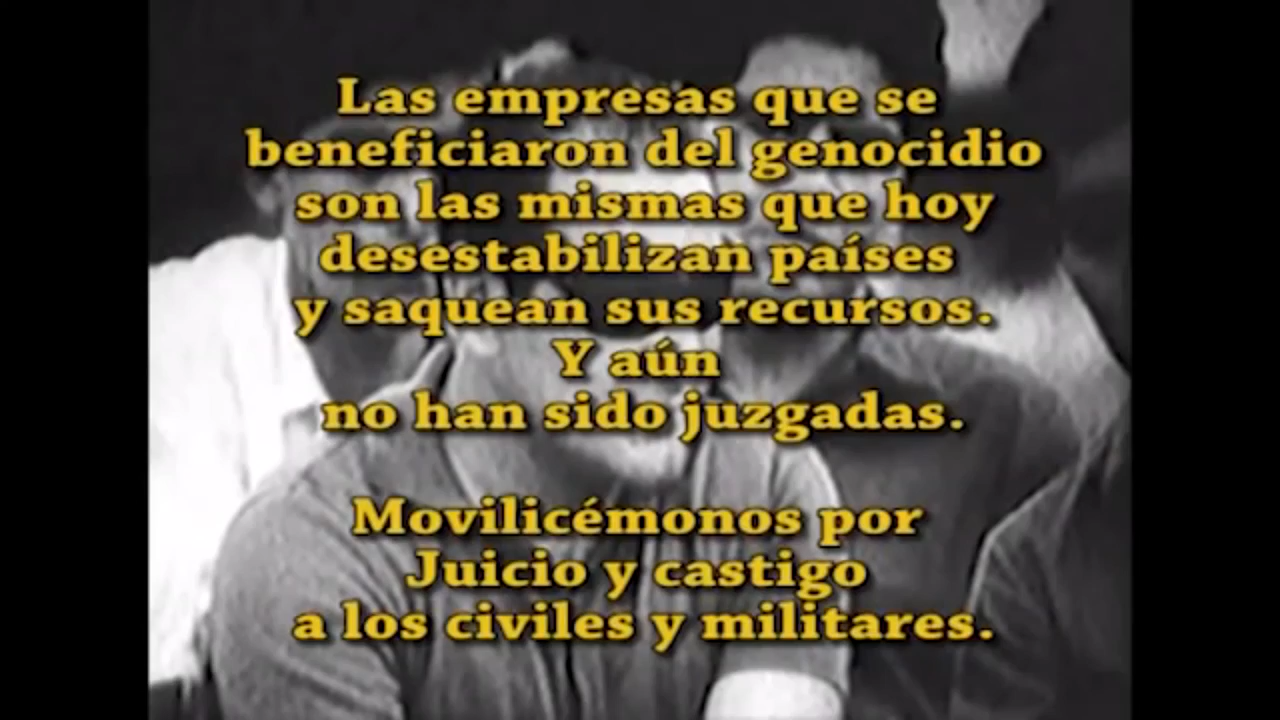 Las empresas que se
beneficiaron del genocidio
son las mismas que hoy
desestabilizan países
y saquean sus recursos.
Y aún
no han sido juzgadas.
Movilicémonos por
Juicio y castigo
a los civiles y militares.